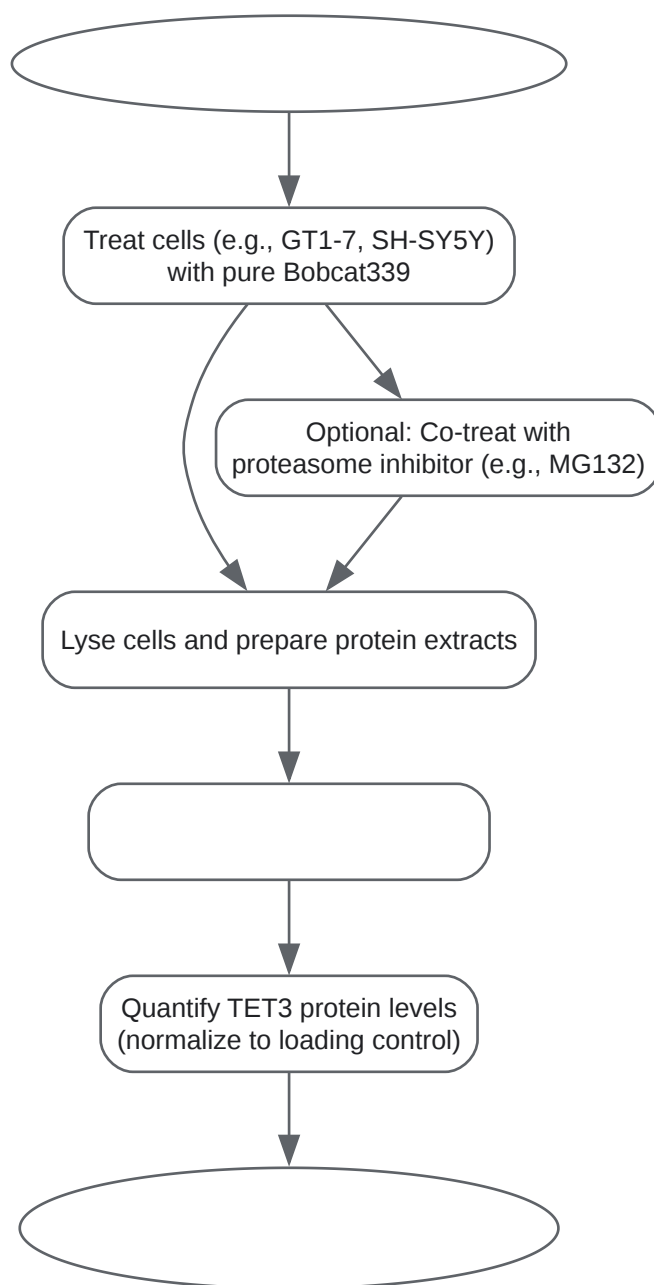 Treat cells (e.g., GT1-7, SH-SY5Y)
with pure Bobcat339
Optional: Co-treat with
proteasome inhibitor (e.g., MG132)
Lyse cells and prepare protein extracts
Quantify TET3 protein levels
(normalize to loading control)